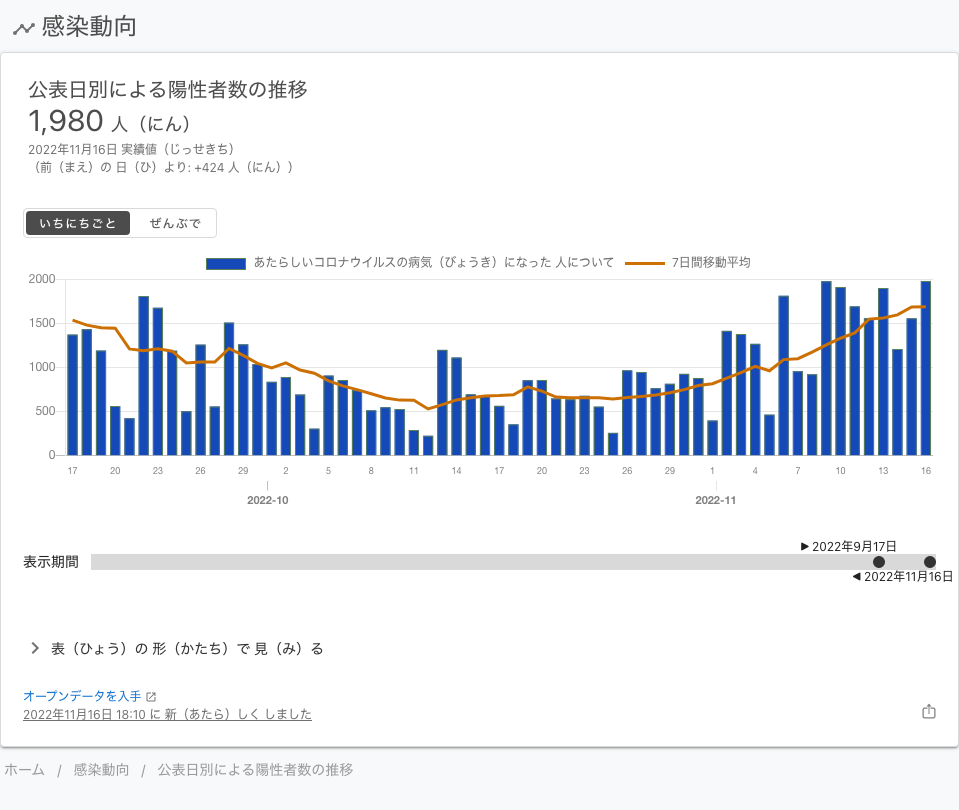 感染動向
公表日別による陽性者数の推移
1,980 人（にん）
2022年11月16日 実績値（じっせきち）
（前（まえ）の 日（ひ）より: +424 人（にん））
いちにちごと ぜんぶで
あたらしいコロナウイルスの病気（びょうき）になった 人について 7日間移動平均
2000
1500
1000
500
0
17 20 23 26 29 2 5 8 11 14 17 20 23 26 29 1 4 7 10 13 16
2022-10 2022-11
2022年9月17日
表示期間
2022年11月16日
表（ひょう）の 形（かたち）で 見（み）る
オープンデータを入手
2022年11月16日 18:10 に 新（あたら）しく しました
ホーム / 感染動向 / 公表日別による陽性者数の推移